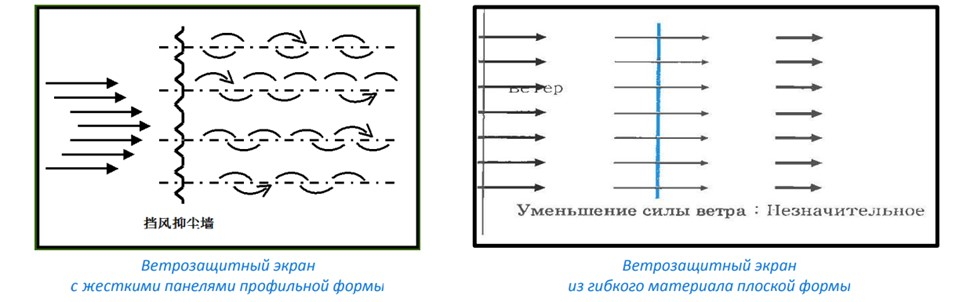 挡风抑尘墙
Ветрозащитный экран
с жесткими панелями профильной формы
ветер
Уменьшение силы ветра : Незначительное
Ветрозащитный экран
из гибкого материала плоской формы